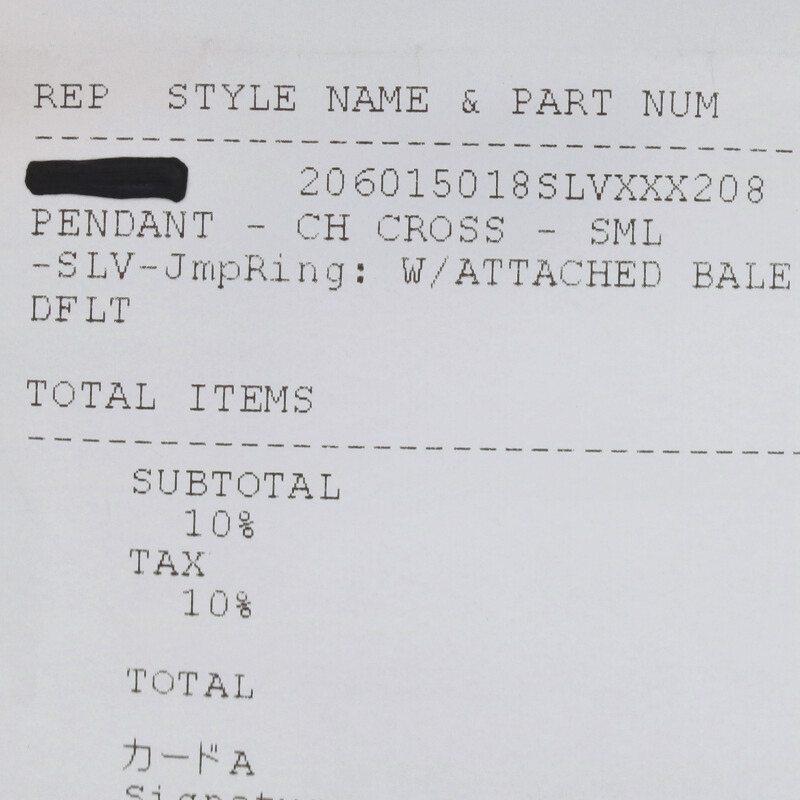 REP STYLE NAME & PART NUM
206015018SLVXXX208
PENDANT - CH CROSS - SML
-SLV-JmpRing: W/ATTACHED BALE
DFLT
TOTAL ITEMS
SUBTOTAL
10%
TAX
10%
TOTAL
カードA